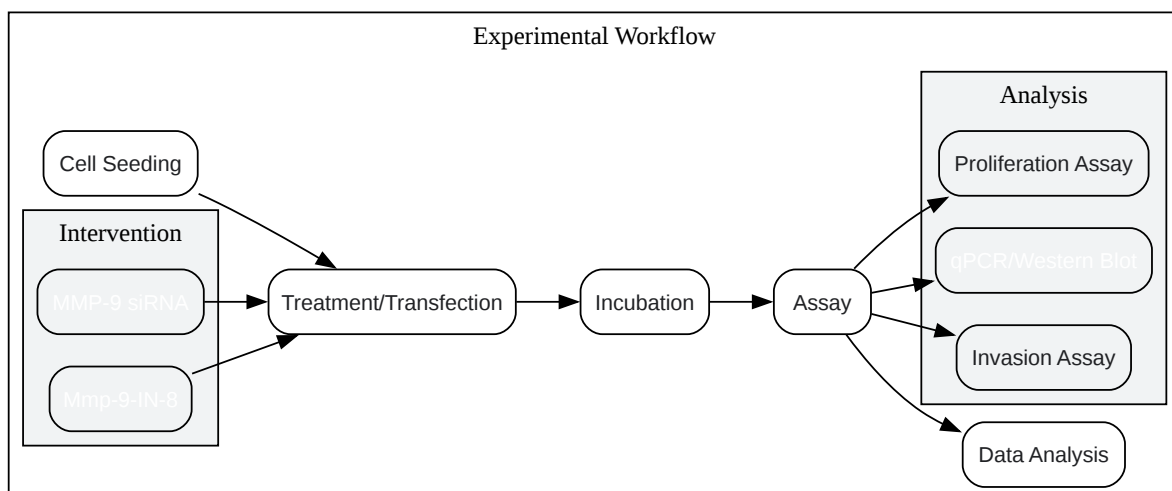 Experimental Workflow
Analysis
Cell Seeding
Proliferation Assay
Intervention
qPCR/Western Blot
MMP-9 siRNA
Treatment/Transfection
Incubation
Assay
Invasion Assay
Mmp-9-IN-8
Data Analysis